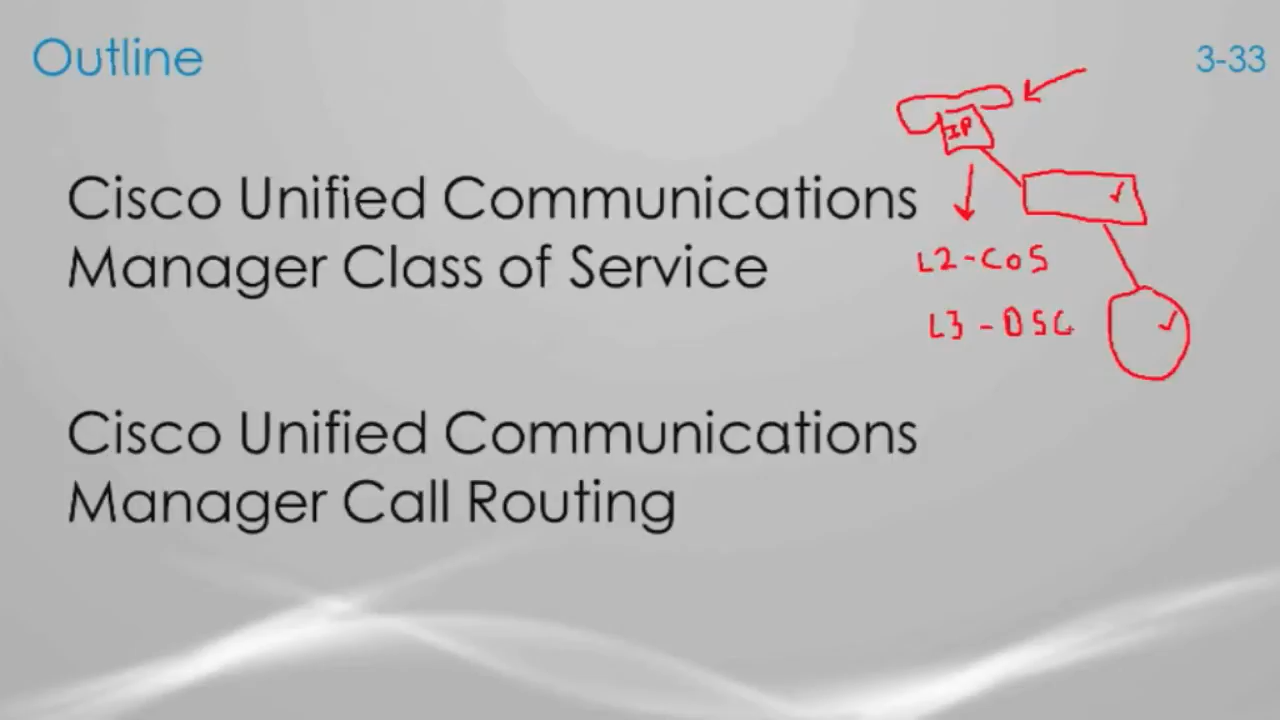 Outline
3-33
IP
Cisco Unified Communications
Manager Class of Service
L2-CoS
L3-DSC
Cisco Unified Communications
Manager Call Routing